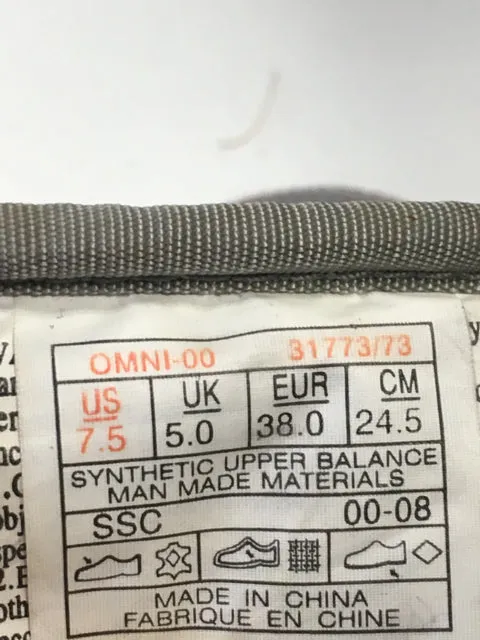 OMNI-00 31773/73
US UK EUR CM
7.5 5.0 38.0 24.5
SYNTHETIC UPPER BALANCE
MAN MADE MATERIALS
SSC 00-08
MADE IN CHINA
FABRIQUE EN CHINE